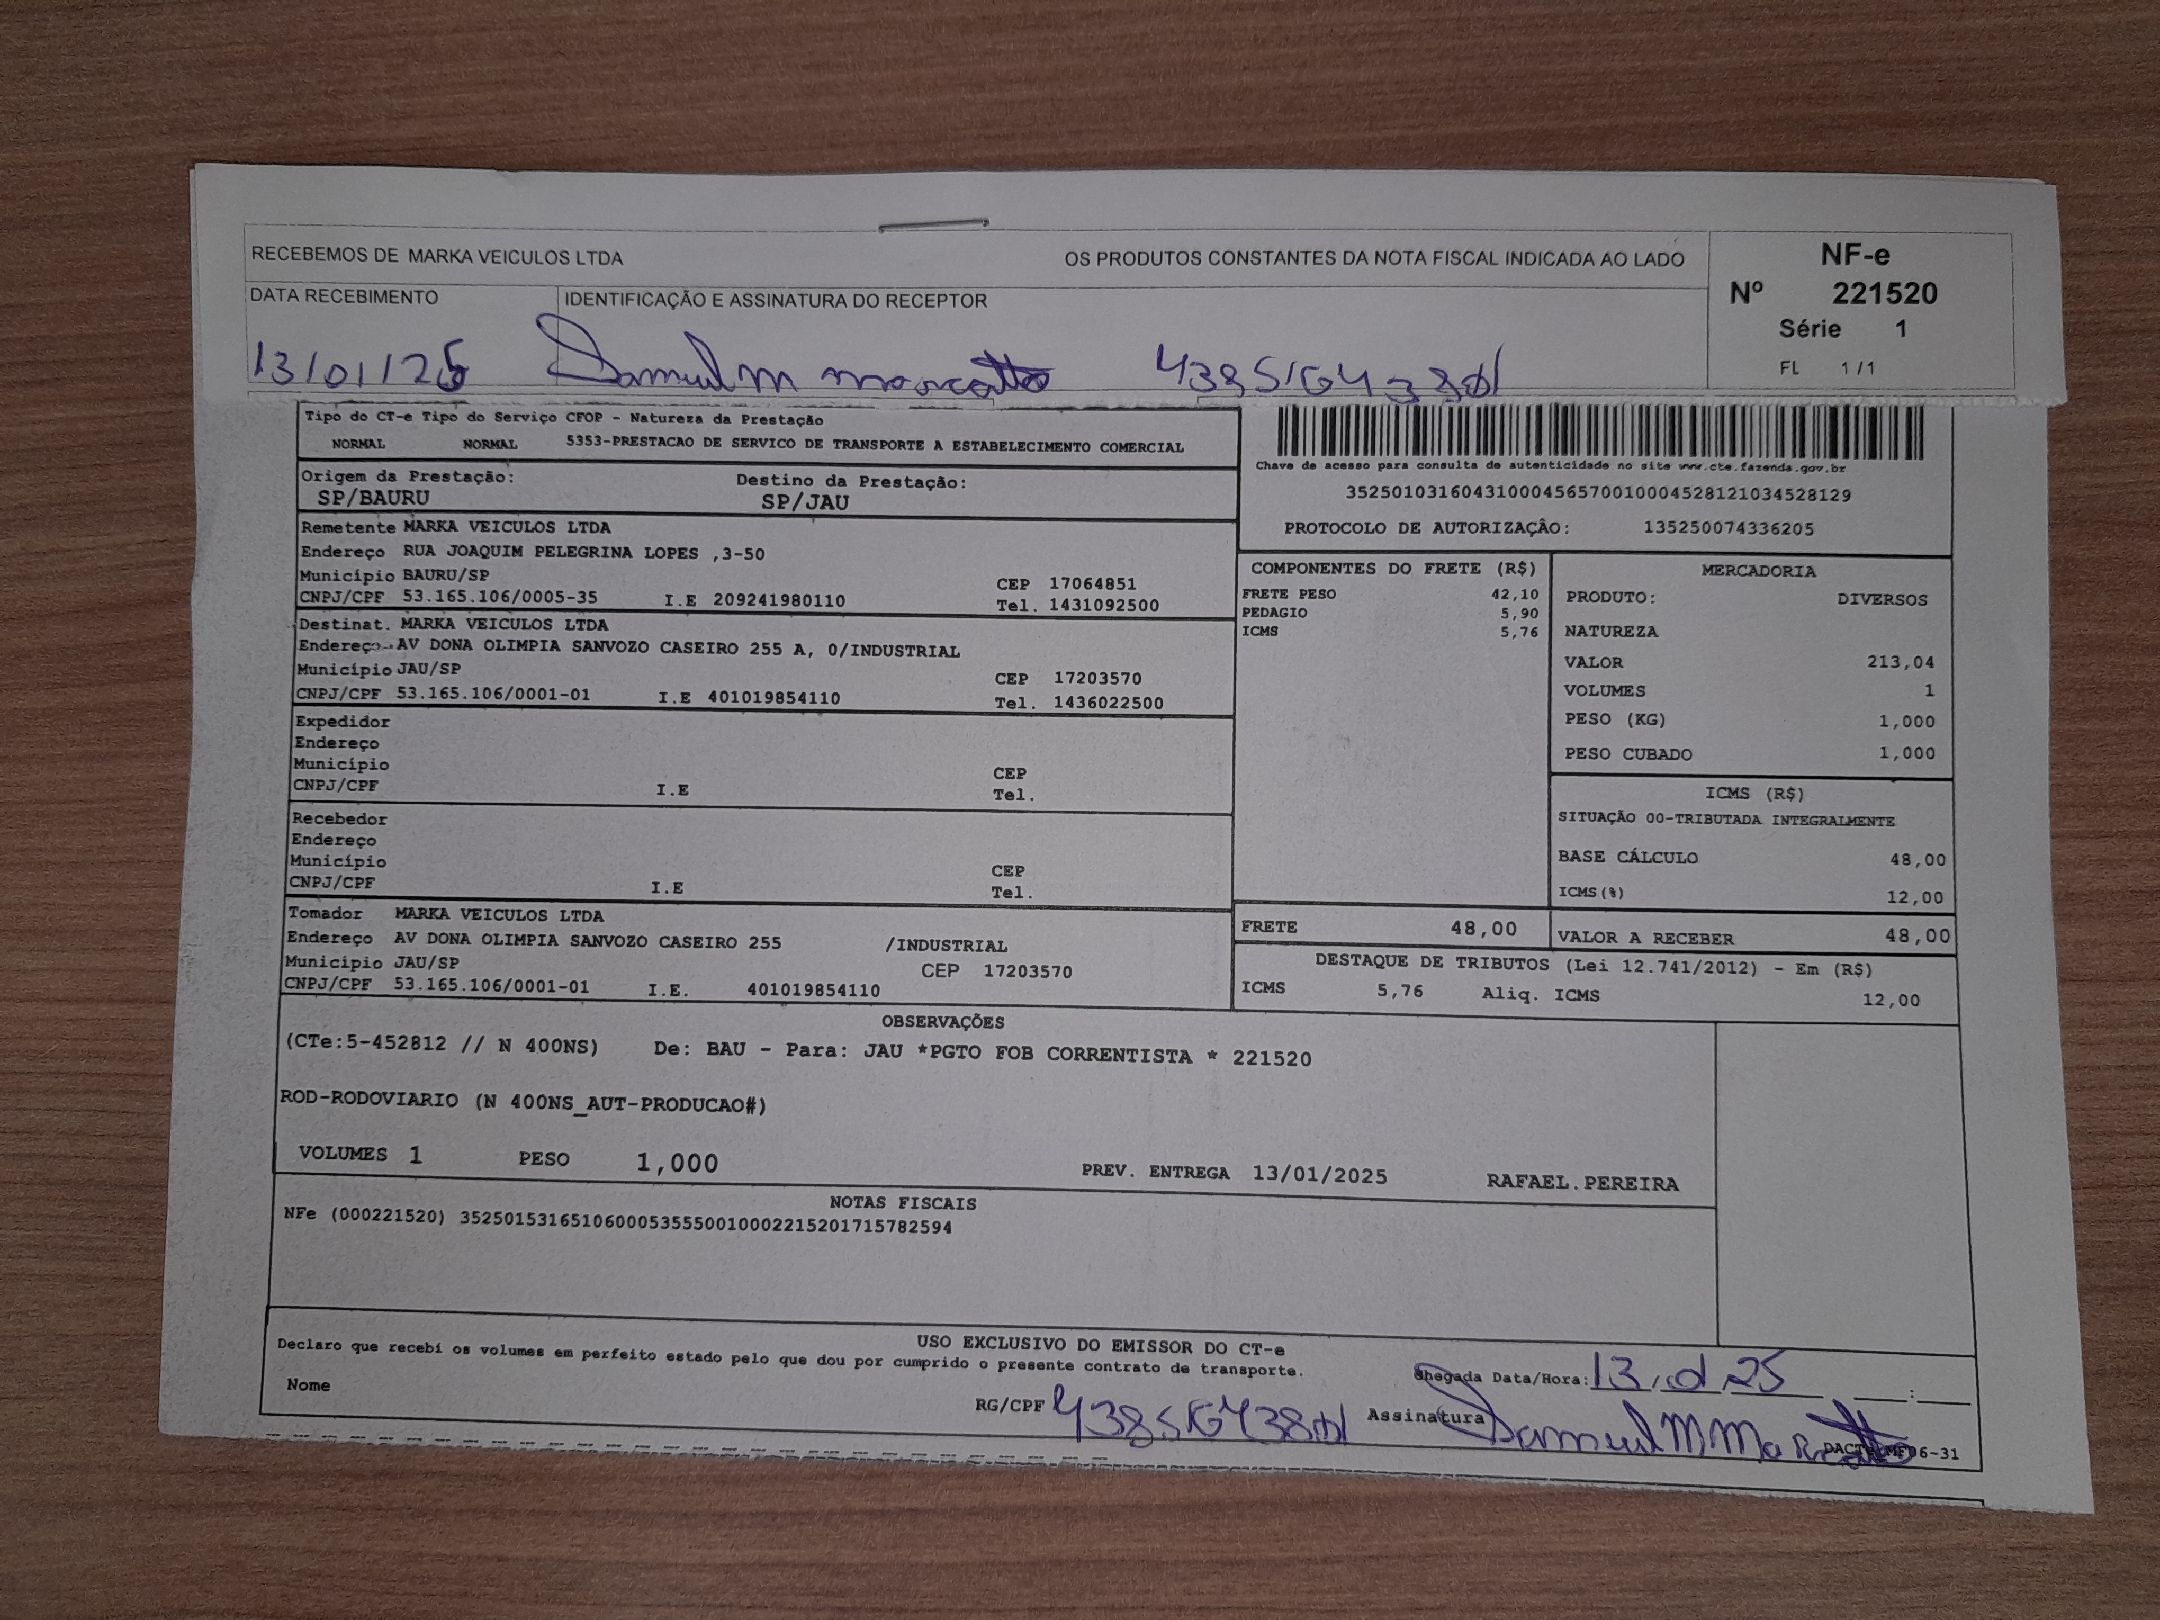 RECEBEMOS DE MARKA VEICULOS LTDA OS PRODUTOS CONSTANTES DA NOTA FISCAL INDICADA AO LADO
NF-e
Nº 221520
Série 1
FL 1 / 1
DATA RECEBIMENTO IDENTIFICAÇÃO E ASSINATURA DO RECEPTOR
13/01/25
Tipo do CT-e Tipo do Serviço CFOP - Natureza da Prestação
NORMAL NORMAL 5353-PRESTACAO DE SERVICO DE TRANSPORTE A ESTABELECIMENTO COMERCIAL
Origem da Prestação: Destino da Prestação:
SP/BAURU SP/JAU
Chave de acesso para consulta de autenticidade no site www.cte.fazenda.gov.br
35250103160431000456570010004528121034528129
PROTOCOLO DE AUTORIZAÇÂO: 135250074336205
Remetente MARKA VEICULOS LTDA
Endereço RUA JOAQUIM PELEGRINA LOPES ,3-50
Município BAURU/SP CEP 17064851
CNPJ/CPF 53.165.106/0005-35 I.E 209241980110 Tel. 1431092500
Destinat. MARKA VEICULOS LTDA
Endereço AV DONA OLIMPIA SANVOZO CASEIRO 255 A, 0/INDUSTRIAL
Município JAU/SP CEP 17203570
CNPJ/CPF 53.165.106/0001-01 I.E 401019854110 Tel. 1436022500
Expedidor
Endereço
Município CEP
CNPJ/CPF I.E Tel.
Recebedor
Endereço
Município CEP
CNPJ/CPF I.E Tel.
Tomador MARKA VEICULOS LTDA
Endereço AV DONA OLIMPIA SANVOZO CASEIRO 255 /INDUSTRIAL
Município JAU/SP CEP 17203570
CNPJ/CPF 53.165.106/0001-01 I.E. 401019854110
COMPONENTES DO FRETE (R$)
FRETE PESO 42,10
PEDAGIO 5,90
ICMS 5,76
MERCADORIA
PRODUTO: DIVERSOS
NATUREZA
VALOR 213,04
VOLUMES 1
PESO (KG) 1,000
PESO CUBADO 1,000
ICMS (R$)
SITUAÇÃO 00-TRIBUTADA INTEGRALMENTE
BASE CÁLCULO 48,00
ICMS(%) 12,00
FRETE 48,00 VALOR A RECEBER 48,00
DESTAQUE DE TRIBUTOS (Lei 12.741/2012) - Em (R$)
ICMS 5,76 Aliq. ICMS 12,00
OBSERVAÇÕES
(CTe:5-452812 // N 400NS) De: BAU - Para: JAU *PGTO FOB CORRENTISTA * 221520
ROD-RODOVIARIO (N 400NS_AUT-PRODUCAO#)
VOLUMES 1 PESO 1,000 PREV. ENTREGA 13/01/2025 RAFAEL.PEREIRA
NOTAS FISCAIS
NFe (000221520) 35250153165106000535550010002215201715782594
USO EXCLUSIVO DO EMISSOR DO CT-e
Declaro que recebi os volumes em perfeito estado pelo que dou por cumprido o presente contrato de transporte.
Chegada Data/Hora: 13 01 25 :
Nome RG/CPF Assinatura